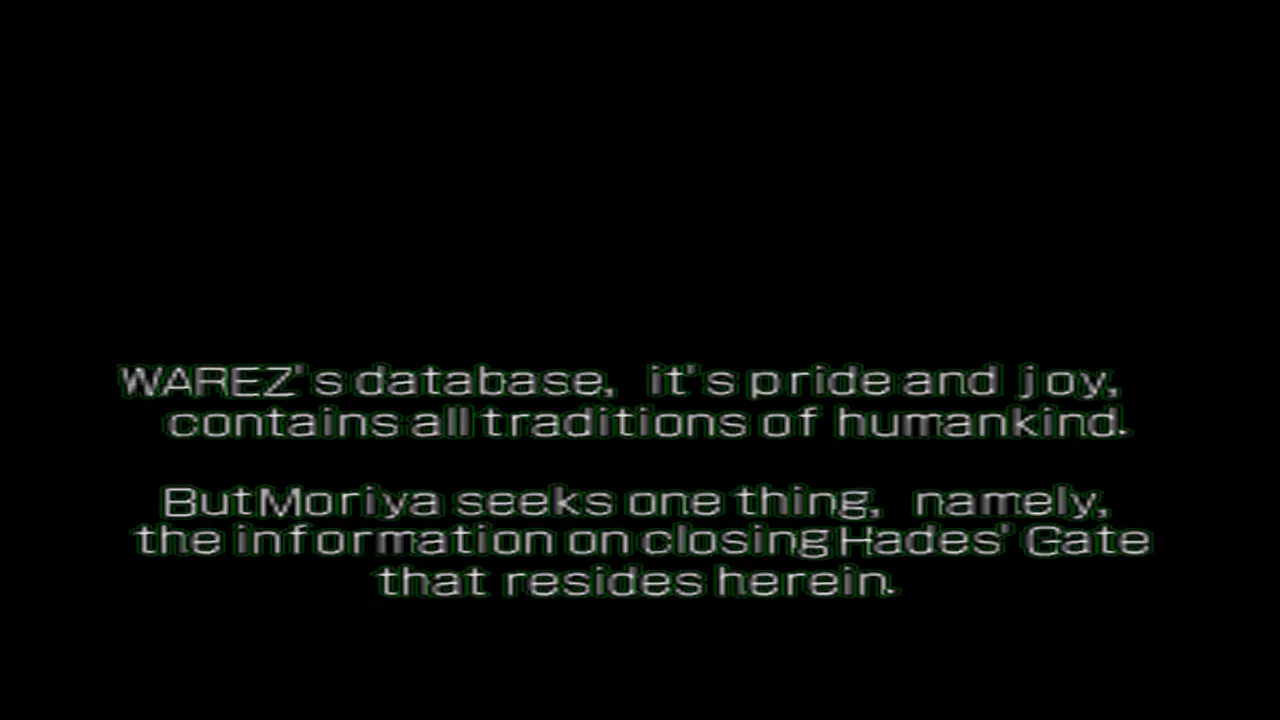 WAREZ's database, it's pride and joy,
contains all traditions of humankind.
But Moriya seeks one thing, namely,
the information on closing Hades' Gate
that resides herein.